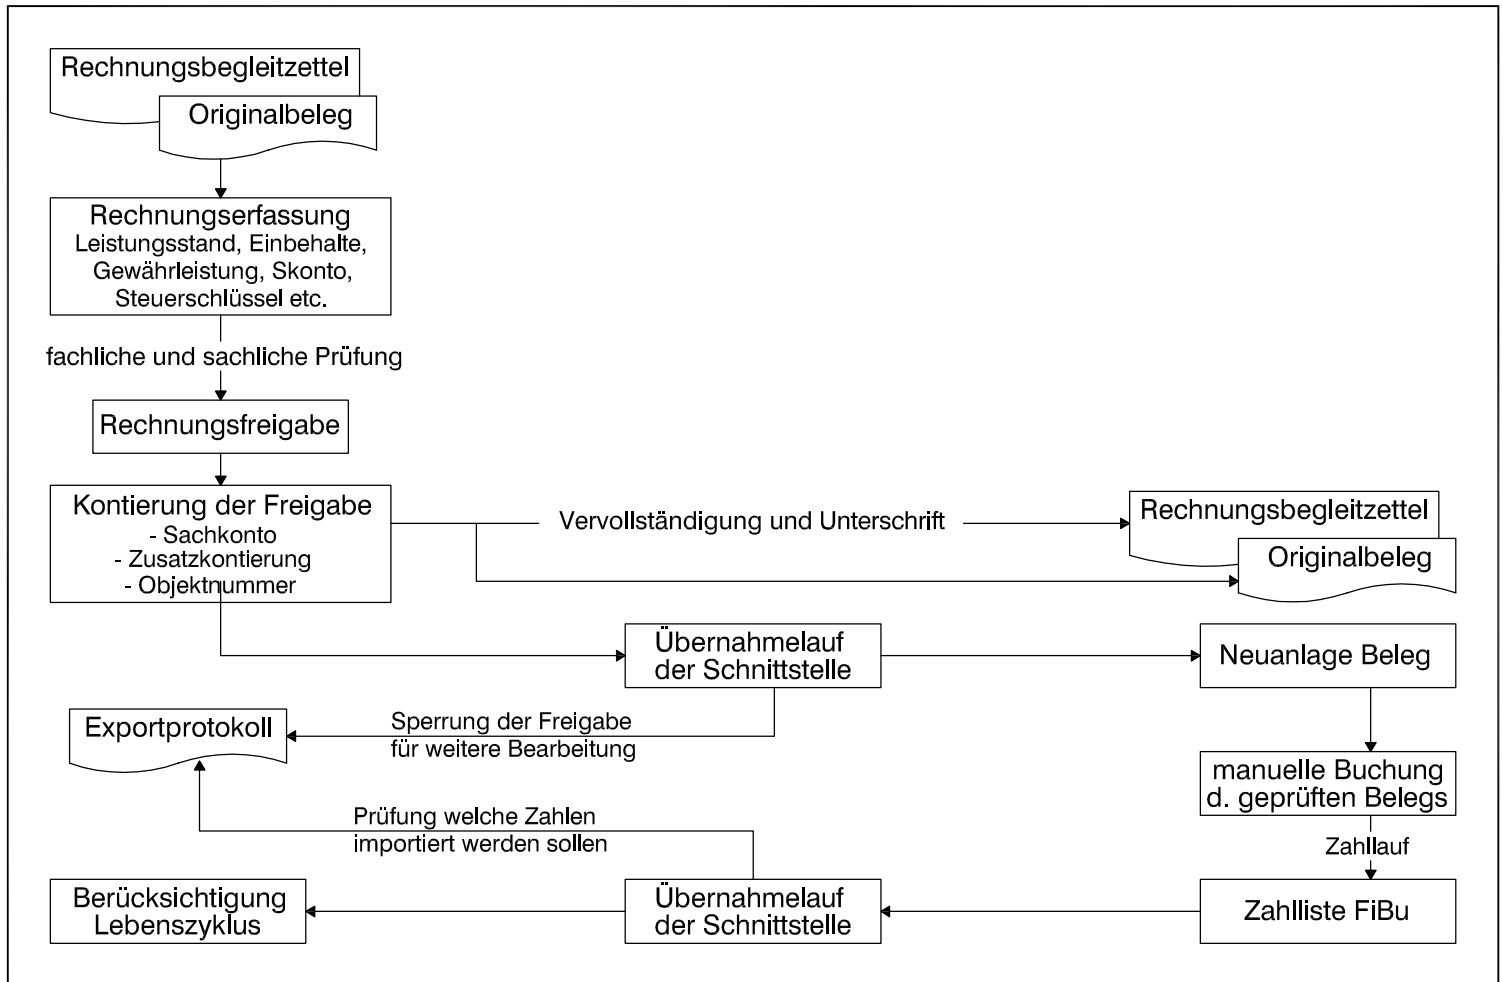 Rechnungsbegleitzettel
Originalbeleg
Rechnungserfassung
Leistungsstand, Einbehalte,
Gewährleistung, Skonto,
Steuerschlüssel etc.
fachliche und sachliche Prüfung
Rechnungsfreigabe
Kontierung der Freigabe
- Sachkonto
- Zusatzkontierung
- Objektnummer
Vervollständigung und Unterschrift
Rechnungsbegleitzettel
Originalbeleg
Übernahmelauf
der Schnittstelle
Neuanlage Beleg
Exportprotokoll
Sperrung der Freigabe
für weitere Bearbeitung
manuelle Buchung
d. geprüften Belegs
Prüfung welche Zahlen
importiert werden sollen
Zahllauf
Berücksichtigung
Lebenszyklus
Übernahmelauf
der Schnittstelle
Zahlliste FiBu